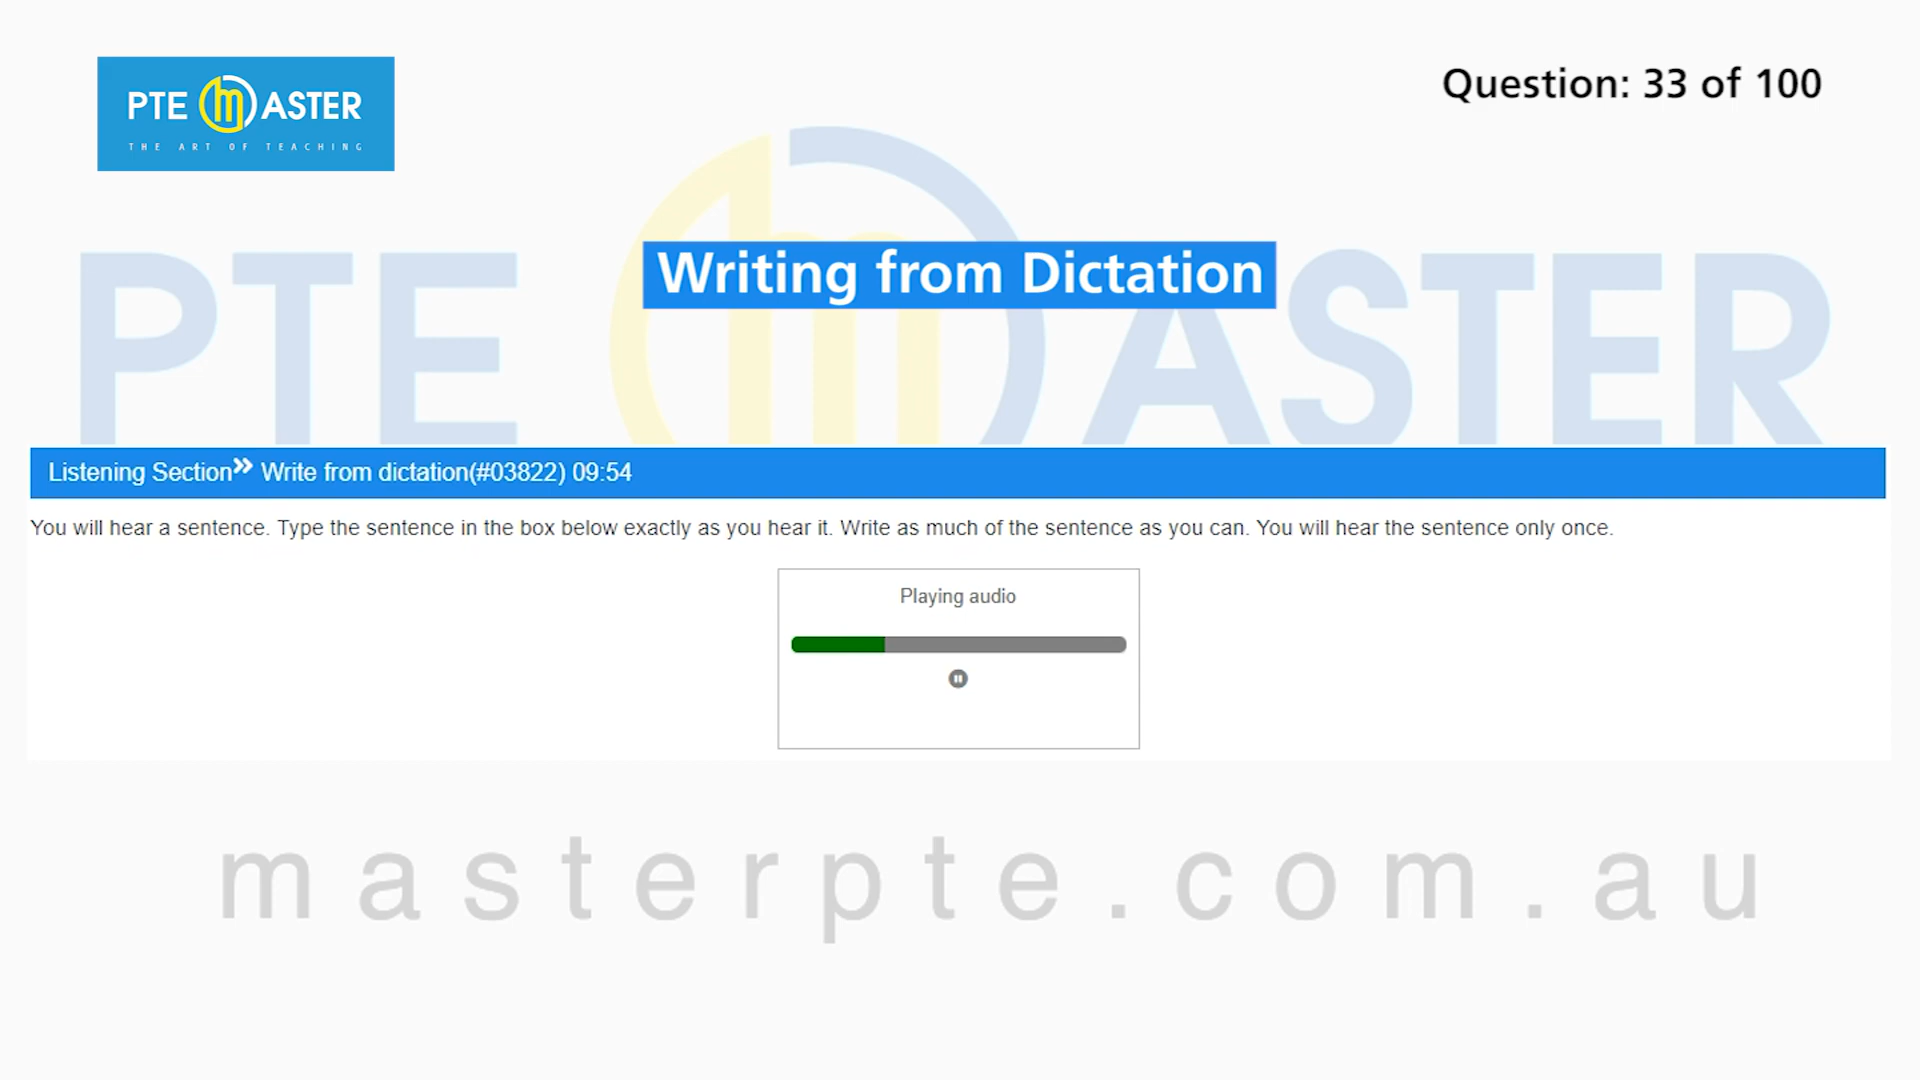 PTE MASTER
THE ART OF TEACHING
Question: 33 of 100
PTE MASTER
Writing from Dictation
Listening Section» Write from dictation(#03822) 09:54
You will hear a sentence. Type the sentence in the box below exactly as you hear it. Write as much of the sentence as you can. You will hear the sentence only once.
Playing audio
masterpte.com.au